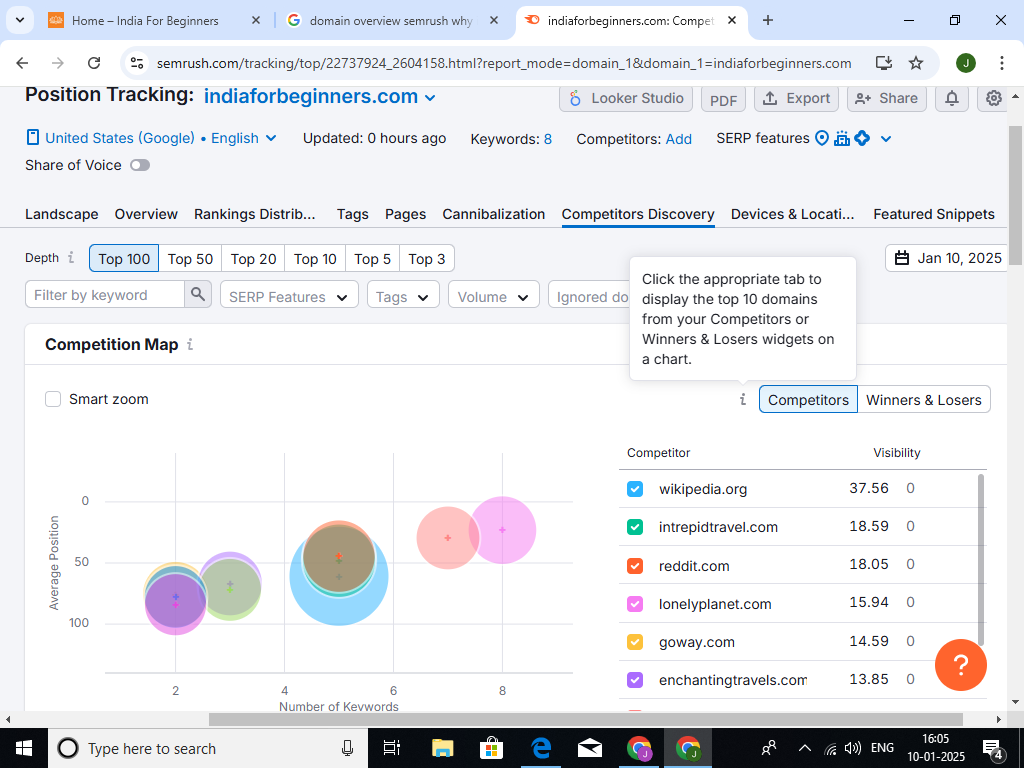 Home – India For Beginners
domain overview semrush why
indiaforbeginners.com: Compet
semrush.com/tracking/top/22737924_2604158.html?report_mode=domain_1&domain_1=indiaforbeginners.com
J
Position Tracking: indiaforbeginners.com
Looker Studio
PDF
Export
Share
United States (Google) • English
Updated: 0 hours ago
Keywords: 8
Competitors: Add
SERP features
Share of Voice
Landscape
Overview
Rankings Distrib...
Tags
Pages
Cannibalization
Competitors Discovery
Devices & Locati...
Featured Snippets
Depth i
Top 100
Top 50
Top 20
Top 10
Top 5
Top 3
Jan 10, 2025
Filter by keyword
SERP Features
Tags
Volume
Ignored do
Click the appropriate tab to
display the top 10 domains
from your Competitors or
Winners & Losers widgets on
a chart.
Competition Map i
Smart zoom
i
Competitors
Winners & Losers
Average Position
0
50
100
2
4
6
8
Number of Keywords
Competitor Visibility
wikipedia.org 37.56 0
intrepidtravel.com 18.59 0
reddit.com 18.05 0
lonelyplanet.com 15.94 0
goway.com 14.59 0
enchantingtravels.com 13.85 0
?
Type here to search
J
J
ENG
16:05
10-01-2025
4